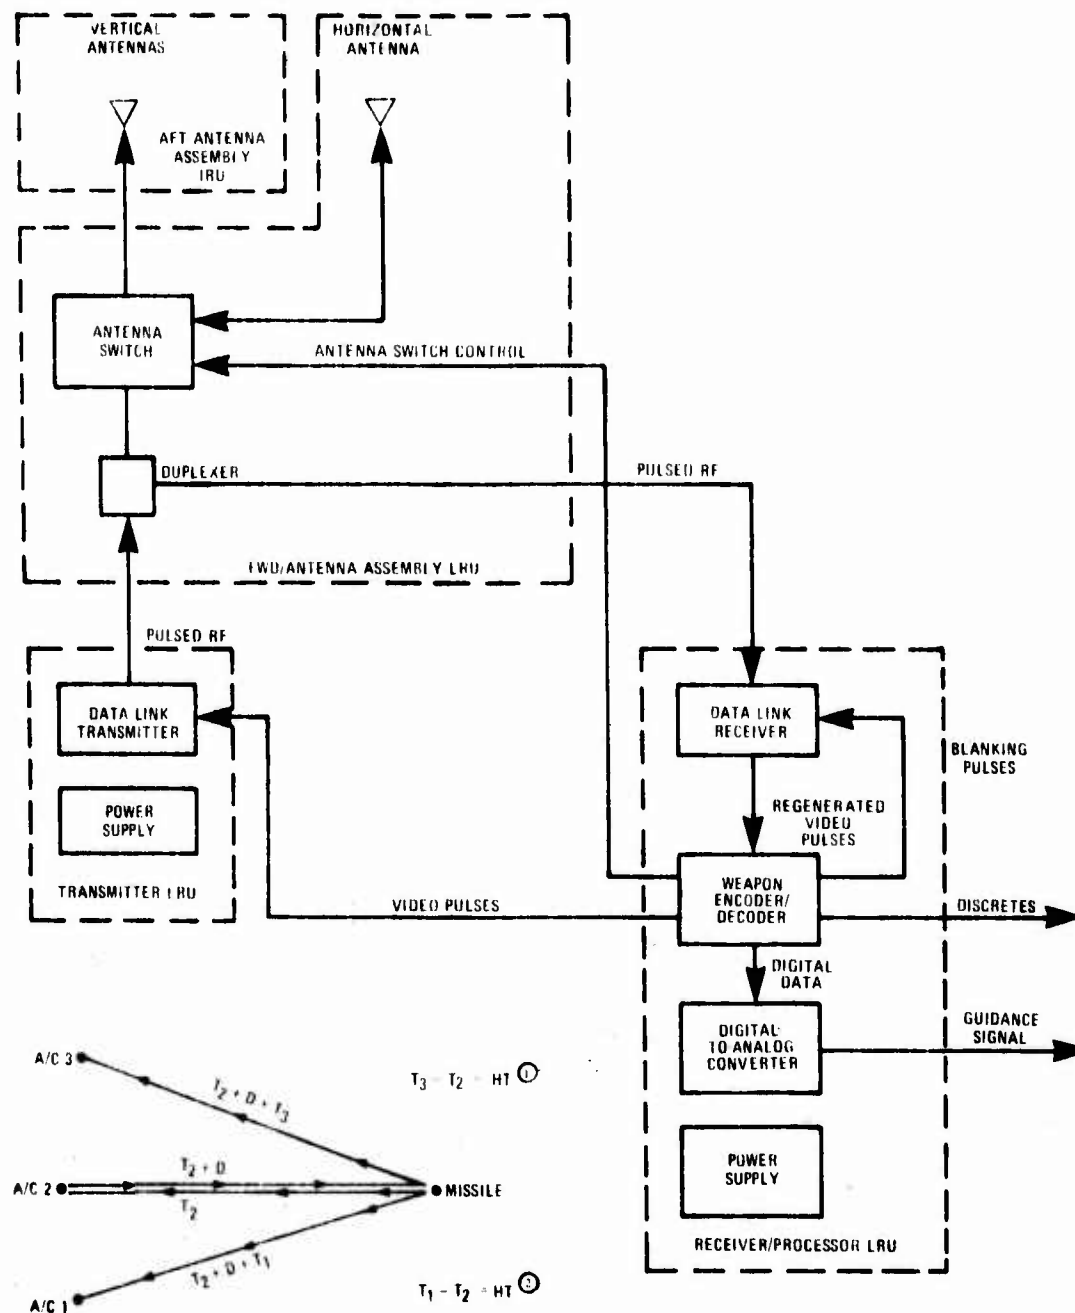 VERTICAL
ANTENNAS
HORIZONTAL
ANTENNA
AFT ANTENNA
ASSEMBLY
LRU
ANTENNA
SWITCH
ANTENNA SWITCH CONTROL
DUPLEXER
PULSED RF
FWD/ANTENNA ASSEMBLY LRU
PULSED RF
DATA LINK
TRANSMITTER
POWER
SUPPLY
TRANSMITTER LRU
VIDEO PULSES
DATA LINK
RECEIVER
BLANKING
PULSES
REGENERATED
VIDEO
PULSES
WEAPON
ENCODER/
DECODER
DISCRETES
DIGITAL
DATA
DIGITAL-
TO-ANALOG
CONVERTER
GUIDANCE
SIGNAL
POWER
SUPPLY
RECEIVER/PROCESSOR LRU
A/C 3
T₂ + D + T₃
T₃ - T₂ = HT ①
A/C 2
T₂ + D
T₂
MISSILE
T₂ + D + T₁
A/C 1
T₁ - T₂ = HT ②